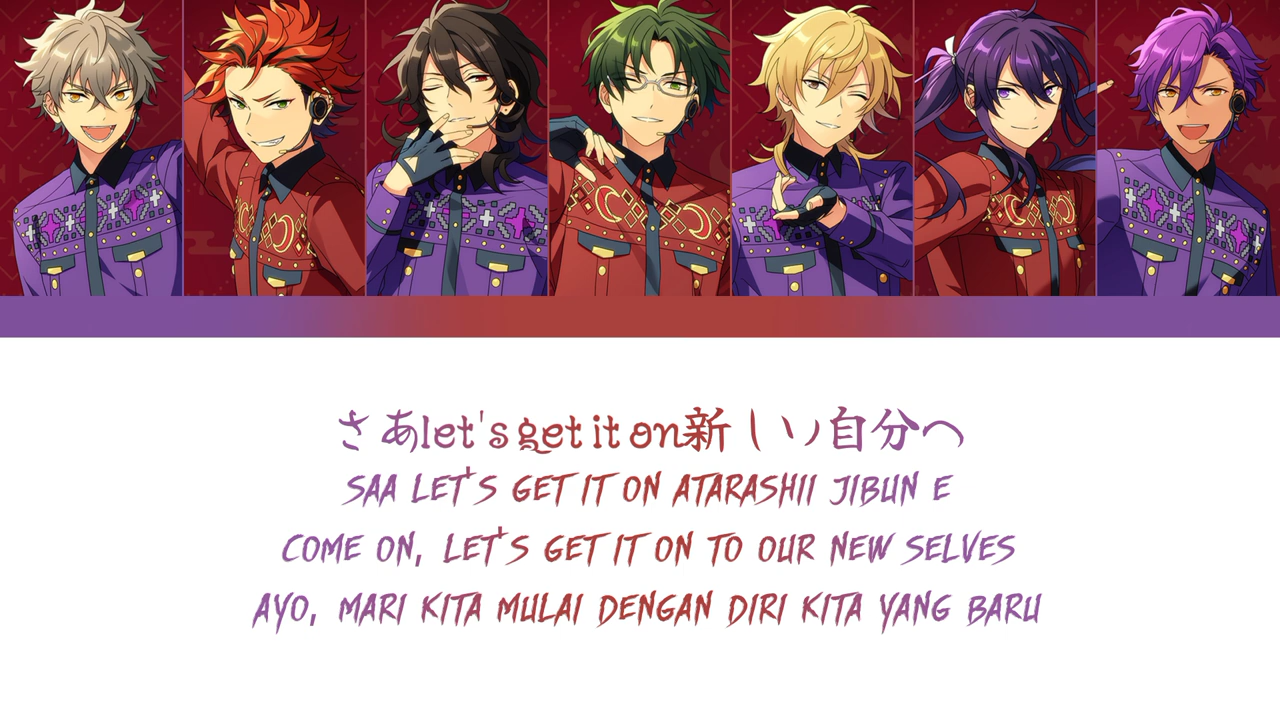 さあlet's get it on新しい自分へ
SAA LET'S GET IT ON ATARASHII JIBUN E
COME ON, LET'S GET IT ON TO OUR NEW SELVES
AYO, MARI KITA MULAI DENGAN DIRI KITA YANG BARU